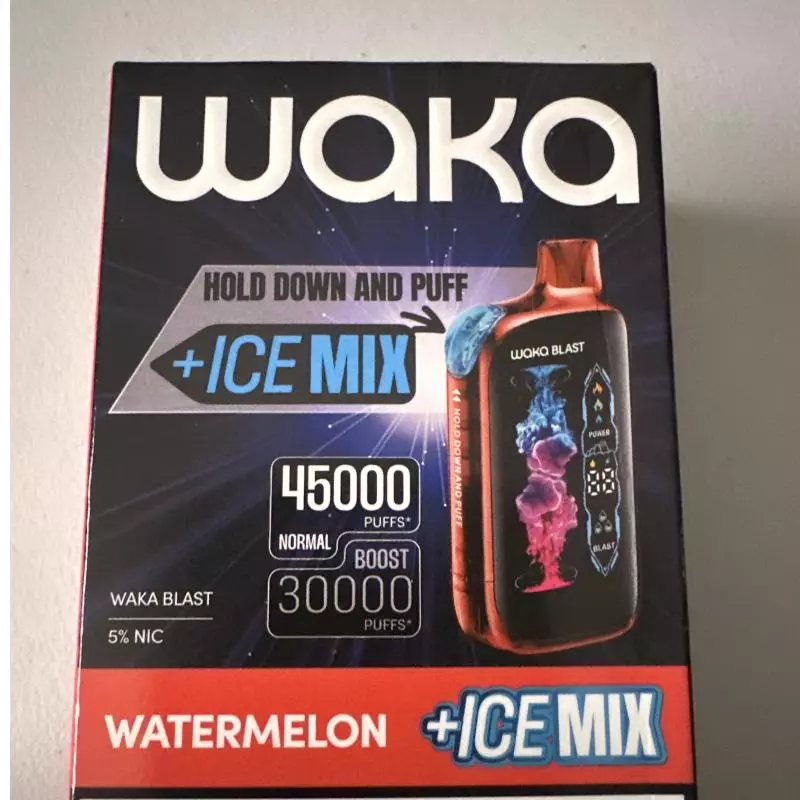 waka
HOLD DOWN AND PUFF
+ICE MIX
WAKA BLAST
HOLD DOWN AND PUFF
POWER
88
BLAST
45000
PUFFS*
NORMAL
BOOST
30000
PUFFS*
WAKA BLAST
5% NIC
WATERMELON
+ICE MIX